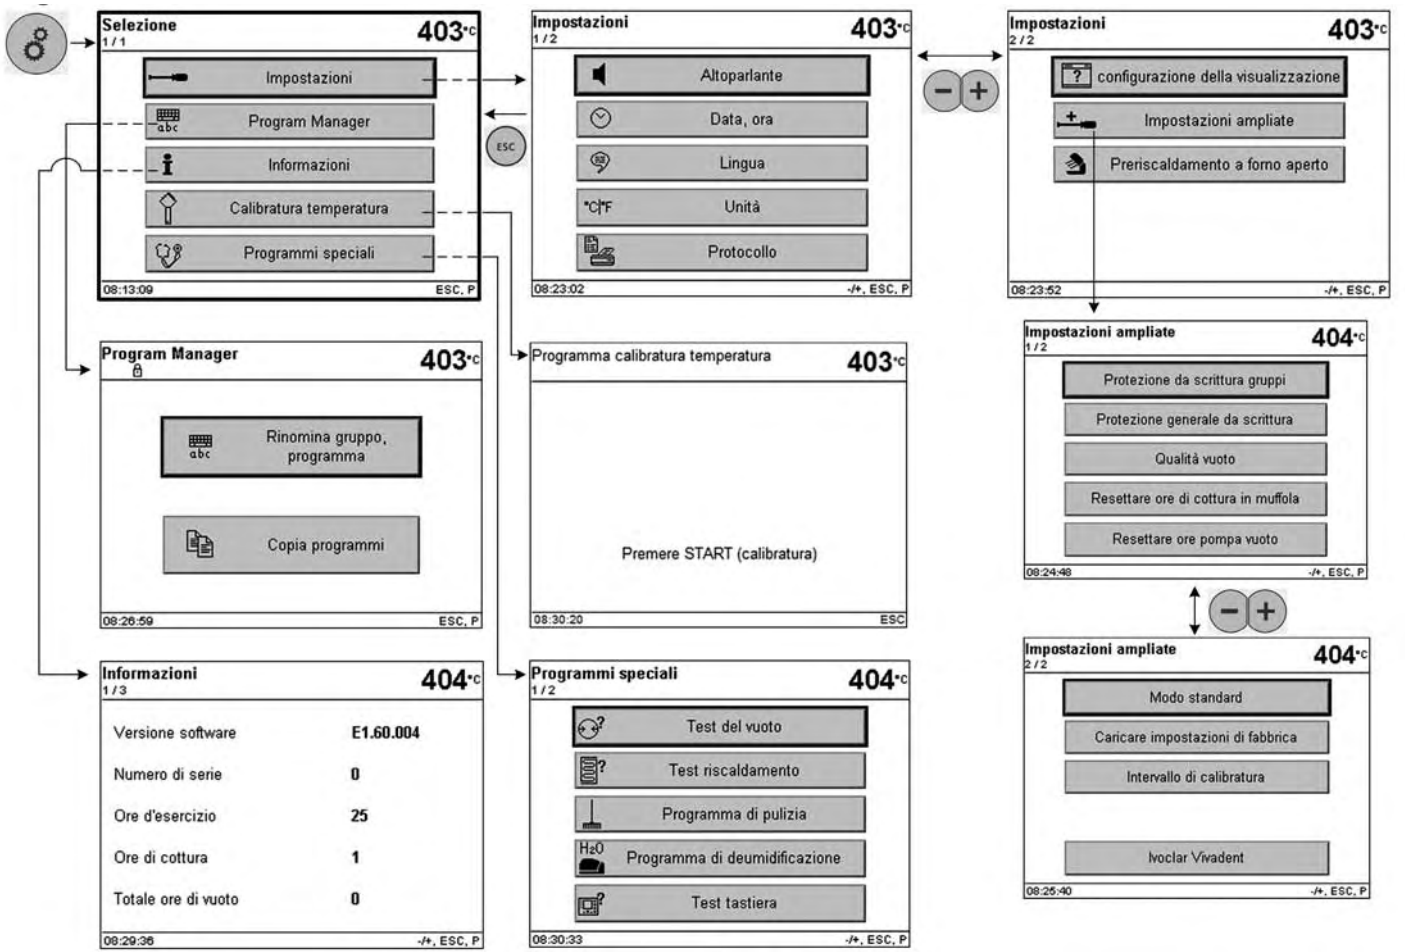 Selezione
1/1
403°C
Impostazioni
abc
Program Manager
Informazioni
Calibratura temperatura
Programmi speciali
08:13:09
ESC, P
ESC
Impostazioni
1/2
403°C
Altoparlante
Data, ora
Lingua
°C|°F
Unità
Protocollo
08:23:02
-/+, ESC, P
- +
Impostazioni
2/2
403°C
?
configurazione della visualizzazione
Impostazioni ampliate
Preriscaldamento a forno aperto
08:23:52
-/+, ESC, P
Program Manager
403°C
abc
Rinomina gruppo,
programma
Copia programmi
08:26:59
ESC, P
Programma calibratura temperatura
403°C
Premere START (calibratura)
08:30:20
ESC
Impostazioni ampliate
1/2
404°C
Protezione da scrittura gruppi
Protezione generale da scrittura
Qualità vuoto
Resettare ore di cottura in muffola
Resettare ore pompa vuoto
08:24:48
-/+, ESC, P
- +
Informazioni
1/3
404°C
Versione software E1.60.004
Numero di serie 0
Ore d'esercizio 25
Ore di cottura 1
Totale ore di vuoto 0
08:29:36
-/+, ESC, P
Programmi speciali
1/2
404°C
?
Test del vuoto
?
Test riscaldamento
Programma di pulizia
H2O
Programma di deumidificazione
?
Test tastiera
08:30:33
-/+, ESC, P
Impostazioni ampliate
2/2
404°C
Modo standard
Caricare impostazioni di fabbrica
Intervallo di calibratura
Ivoclar Vivadent
08:25:40
-/+, ESC, P